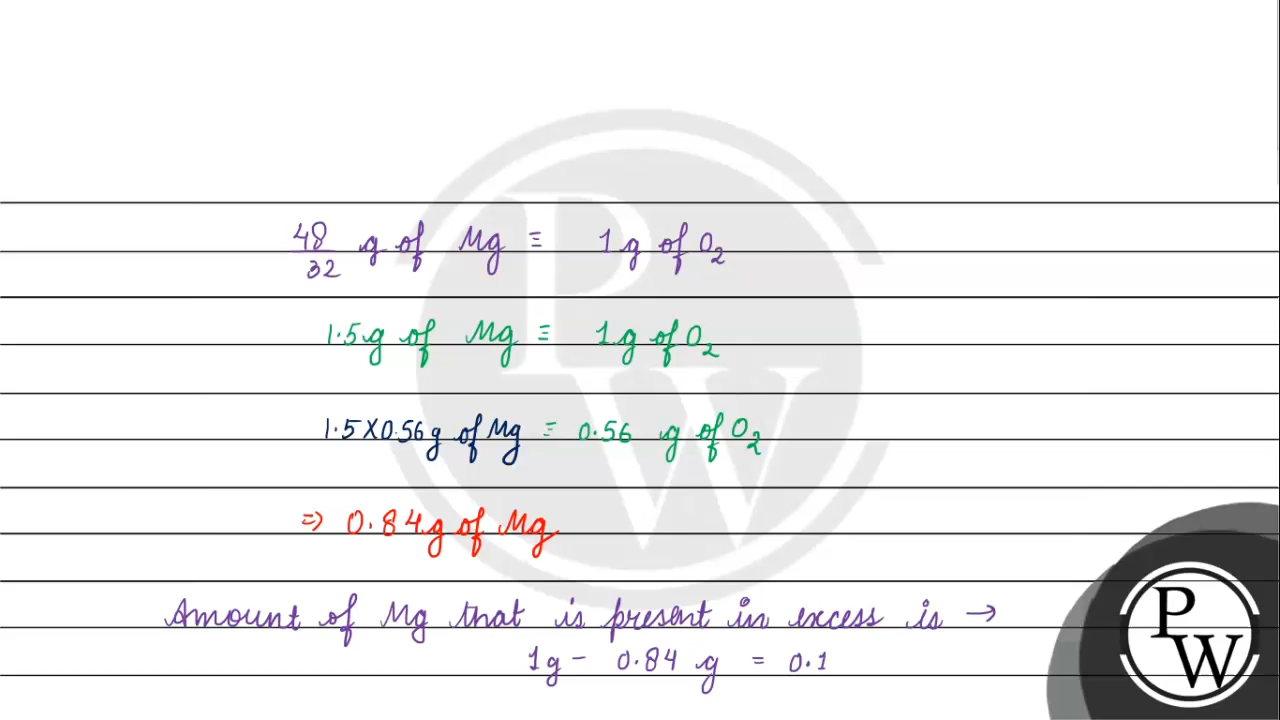 48/32 g of Mg ≡ 1 g of O₂
1.5 g of Mg ≡ 1 g of O₂
1.5 X 0.56 g of Mg ≡ 0.56 g of O₂
⇒ 0.84 g of Mg
Amount of Mg that is present in excess is →
1g - 0.84 g = 0.1
P
W
P
W